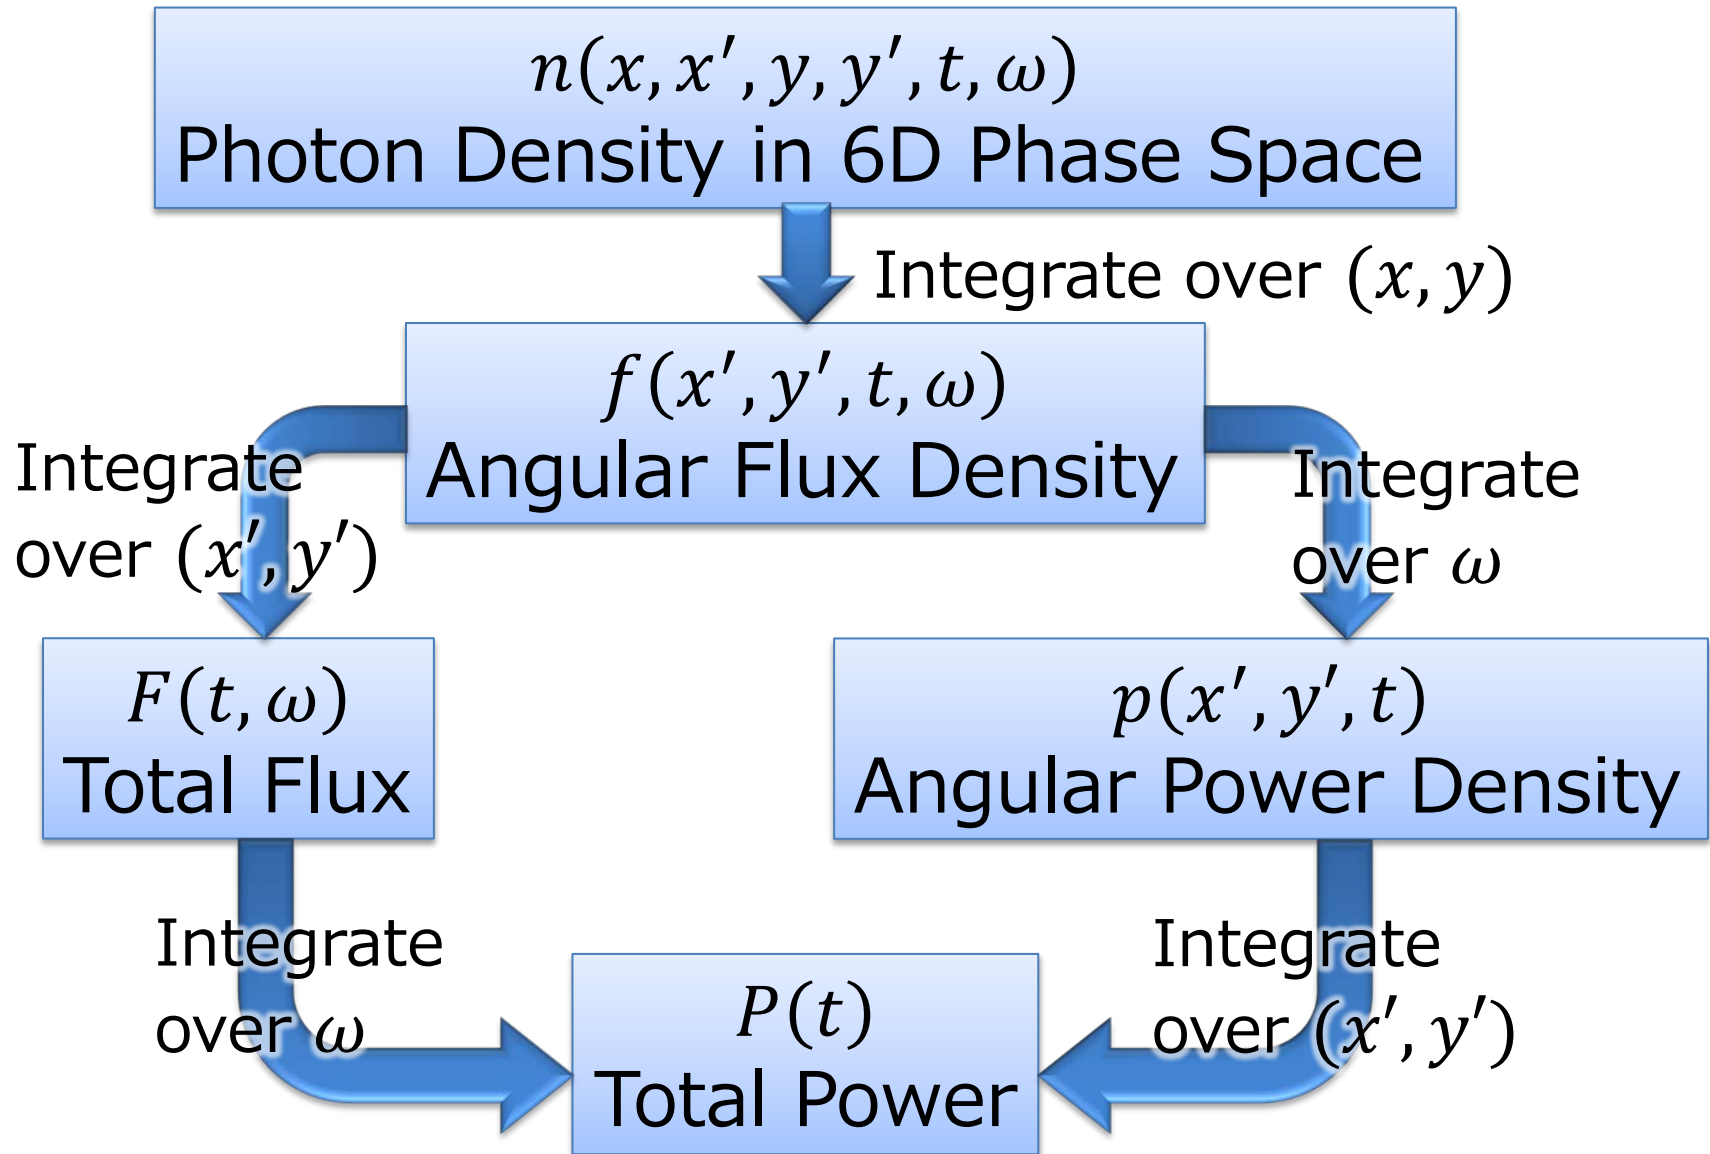 n(x, x′, y, y′, t, ω)
Photon Density in 6D Phase Space
Integrate over (x, y)
f(x′, y′, t, ω)
Angular Flux Density
Integrate
over (x′, y′)
Integrate
over ω
F(t, ω)
Total Flux
p(x′, y′, t)
Angular Power Density
Integrate
over ω
Integrate
over (x′, y′)
P(t)
Total Power